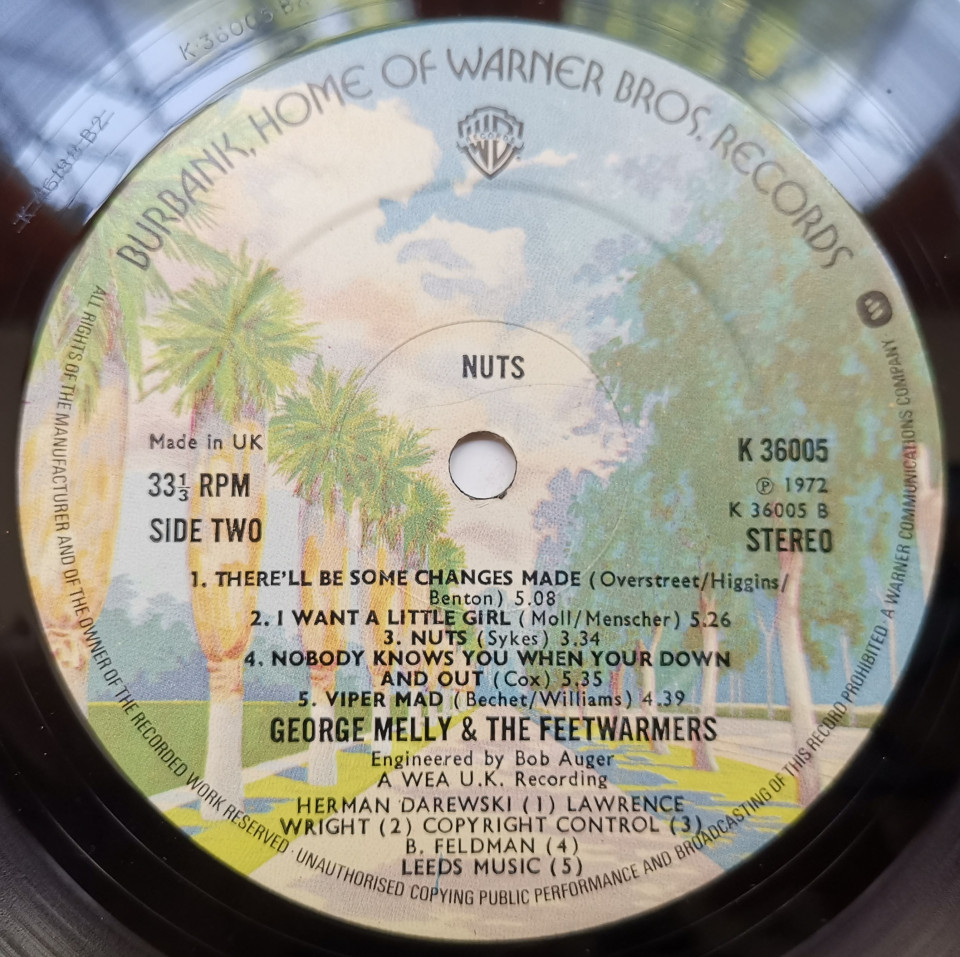 K 36005 B2
BURBANK, HOME OF WARNER BROS. RECORDS
RECORDS
NUTS
Made in UK
33⅓ RPM
SIDE TWO
K 36005
℗ 1972
K 36005 B
STEREO
1. THERE'LL BE SOME CHANGES MADE (Overstreet/Higgins/
Benton) 5.08
2. I WANT A LITTLE GIRL (Moll/Menscher) 5.26
3. NUTS (Sykes) 3.34
4. NOBODY KNOWS YOU WHEN YOUR DOWN
AND OUT (Cox) 5.35
5. VIPER MAD (Bechet/Williams) 4.39
GEORGE MELLY & THE FEETWARMERS
Engineered by Bob Auger
A WEA U.K. Recording
HERMAN DAREWSKI (1) LAWRENCE
WRIGHT (2) COPYRIGHT CONTROL (3)
B. FELDMAN (4)
LEEDS MUSIC (5)
ALL RIGHTS OF THE MANUFACTURER AND OF THE OWNER OF THE RECORDED WORK RESERVED · UNAUTHORISED COPYING PUBLIC PERFORMANCE AND BROADCASTING OF THIS RECORD PROHIBITED · A WARNER COMMUNICATIONS COMPANY